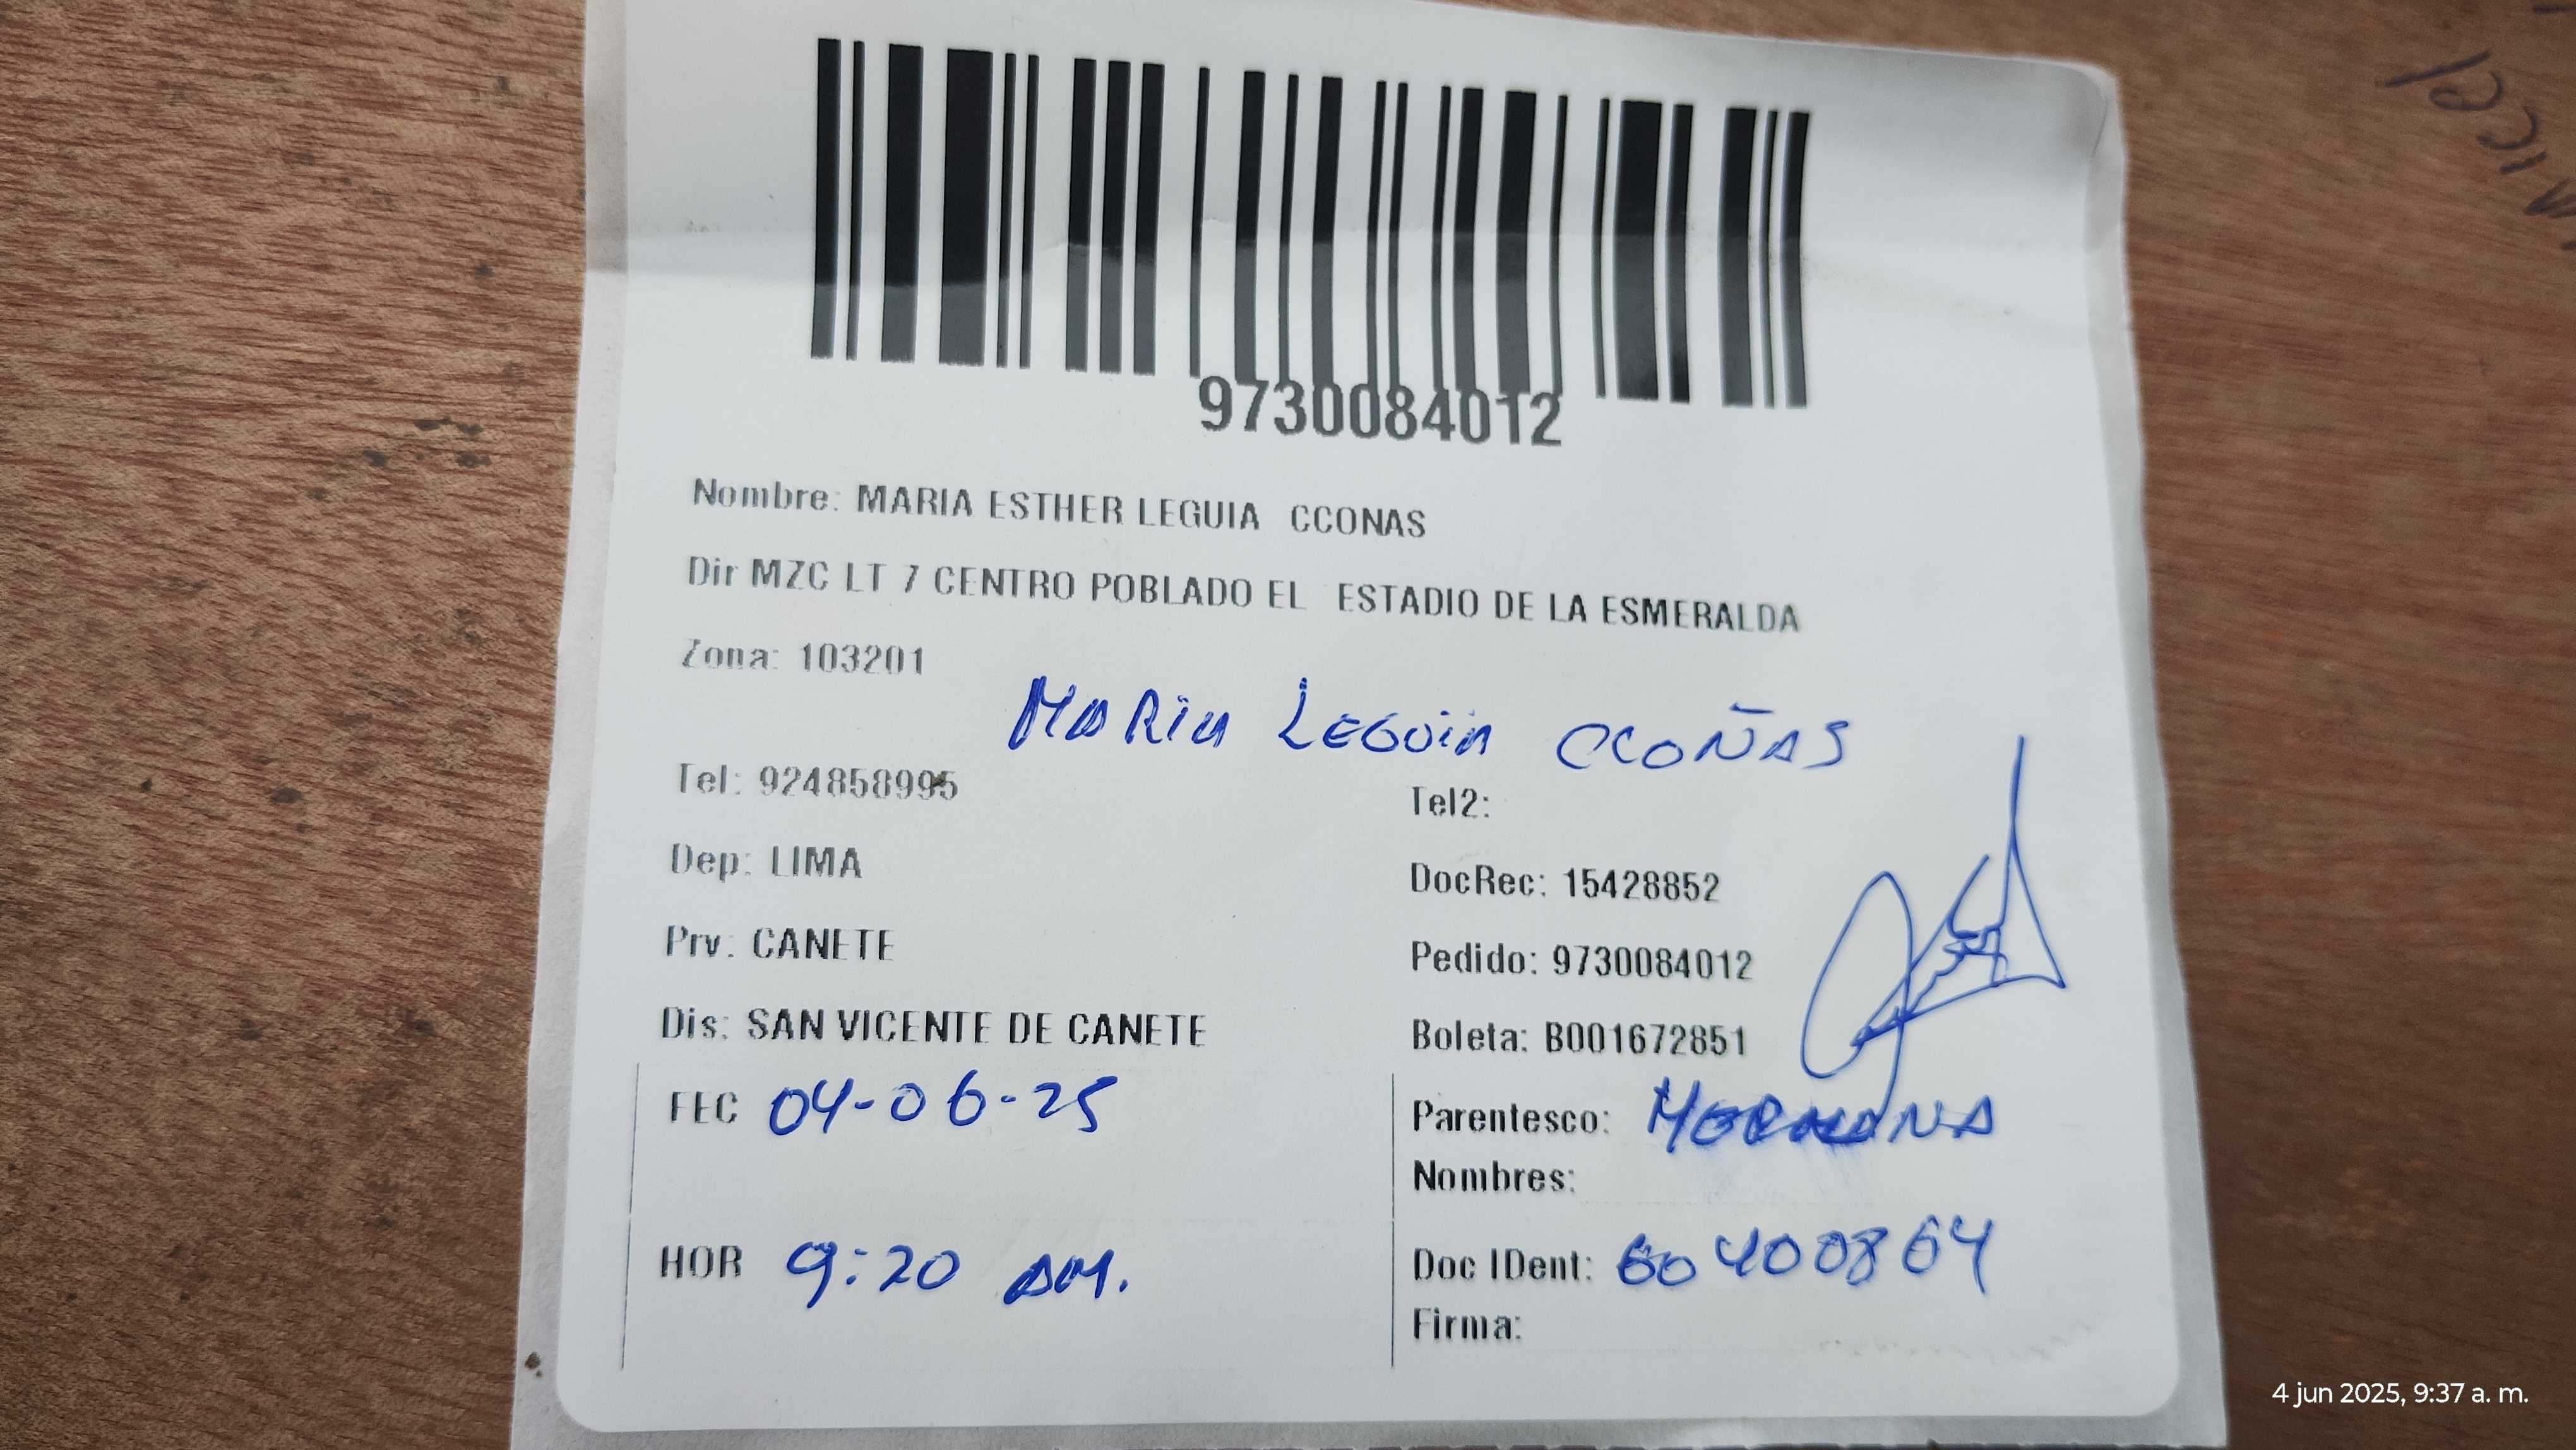 9730084012
Nombre: MARIA ESTHER LEGUIA CCONAS
Dir MZC LT 7 CENTRO POBLADO EL ESTADIO DE LA ESMERALDA
Zona: 103201
MARIA LEGUIA CCOÑAS
Tel: 924858995
Tel2:
Dep: LIMA
DocRec: 15428852
Prv: CANETE
Pedido: 9730084012
Dis: SAN VICENTE DE CANETE
Boleta: B001672851
FEC 04-06-25
Parentesco: HERMANA
Nombres:
HOR 9:20 AM.
Doc IDent: 60400864
Firma:
4 jun 2025, 9:37 a. m.